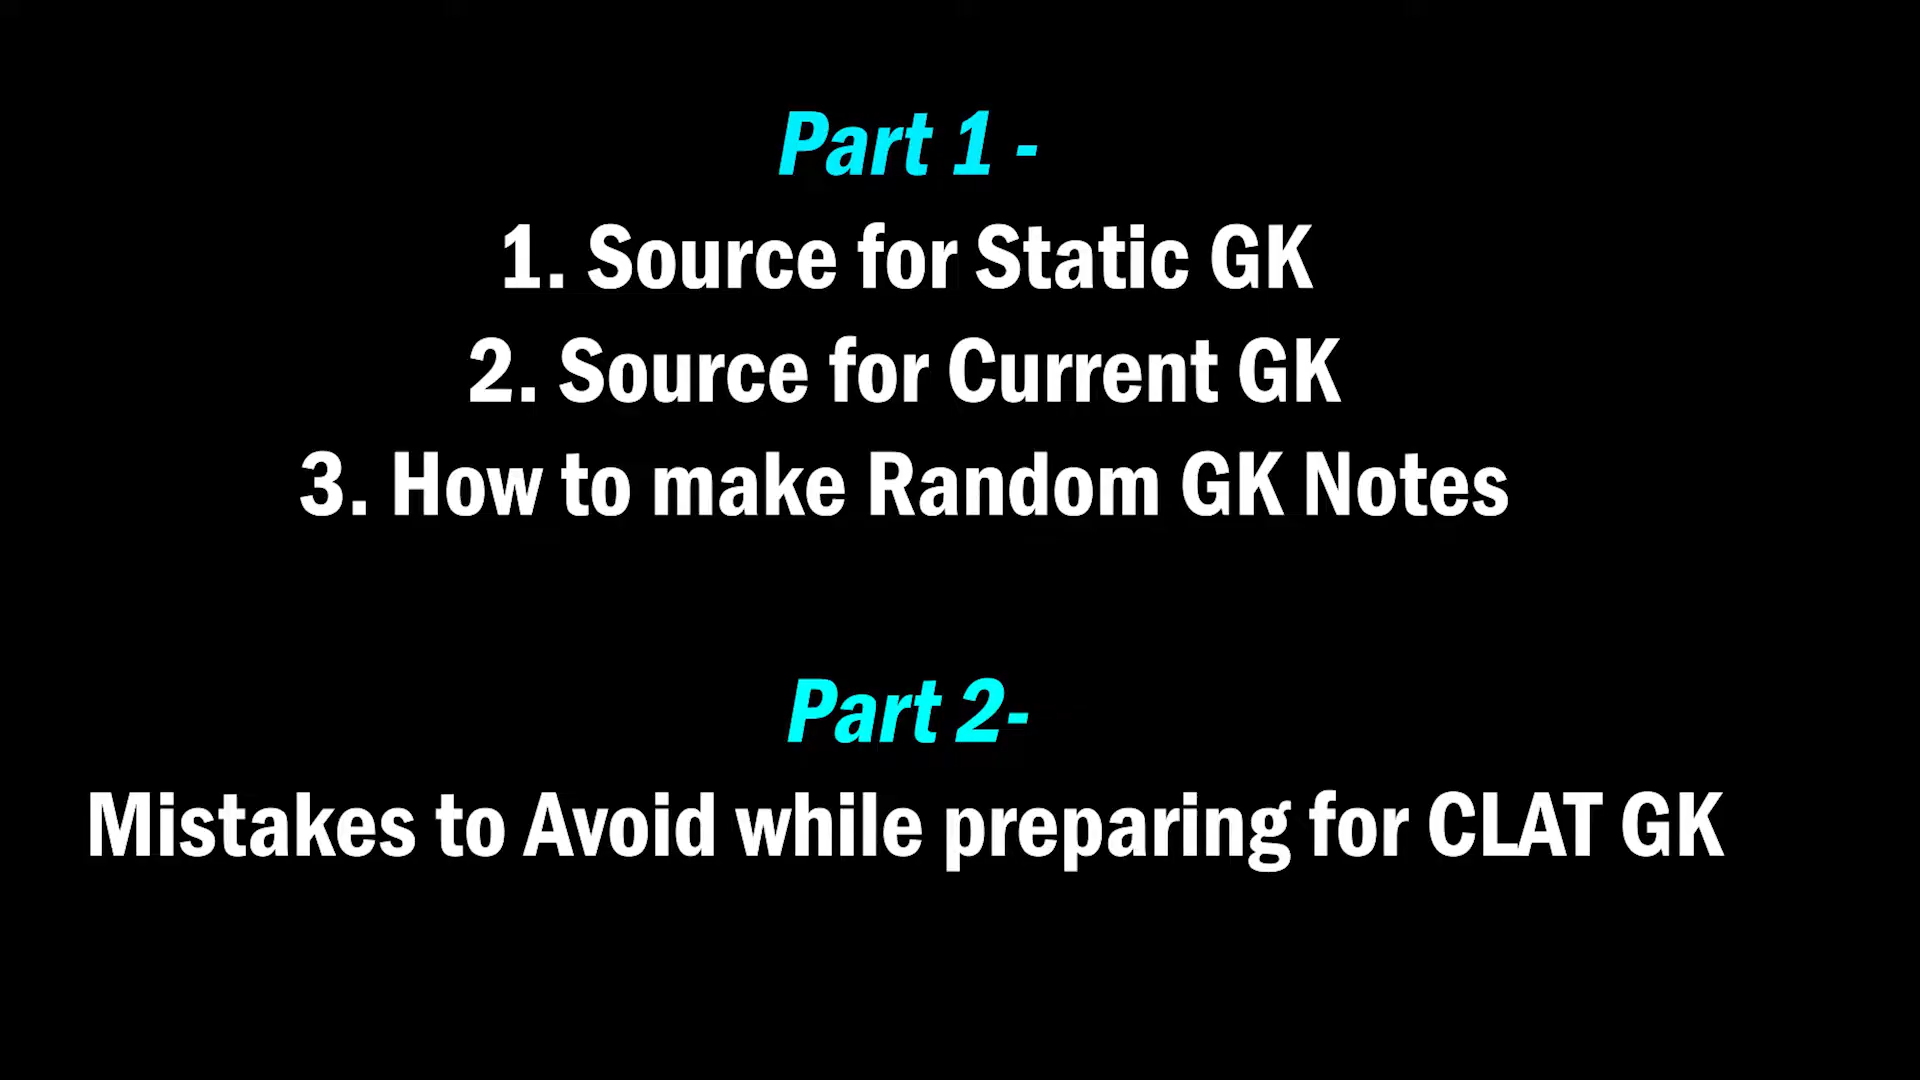 Part 1 -
1. Source for Static GK
2. Source for Current GK
3. How to make Random GK Notes
Part 2-
Mistakes to Avoid while preparing for CLAT GK